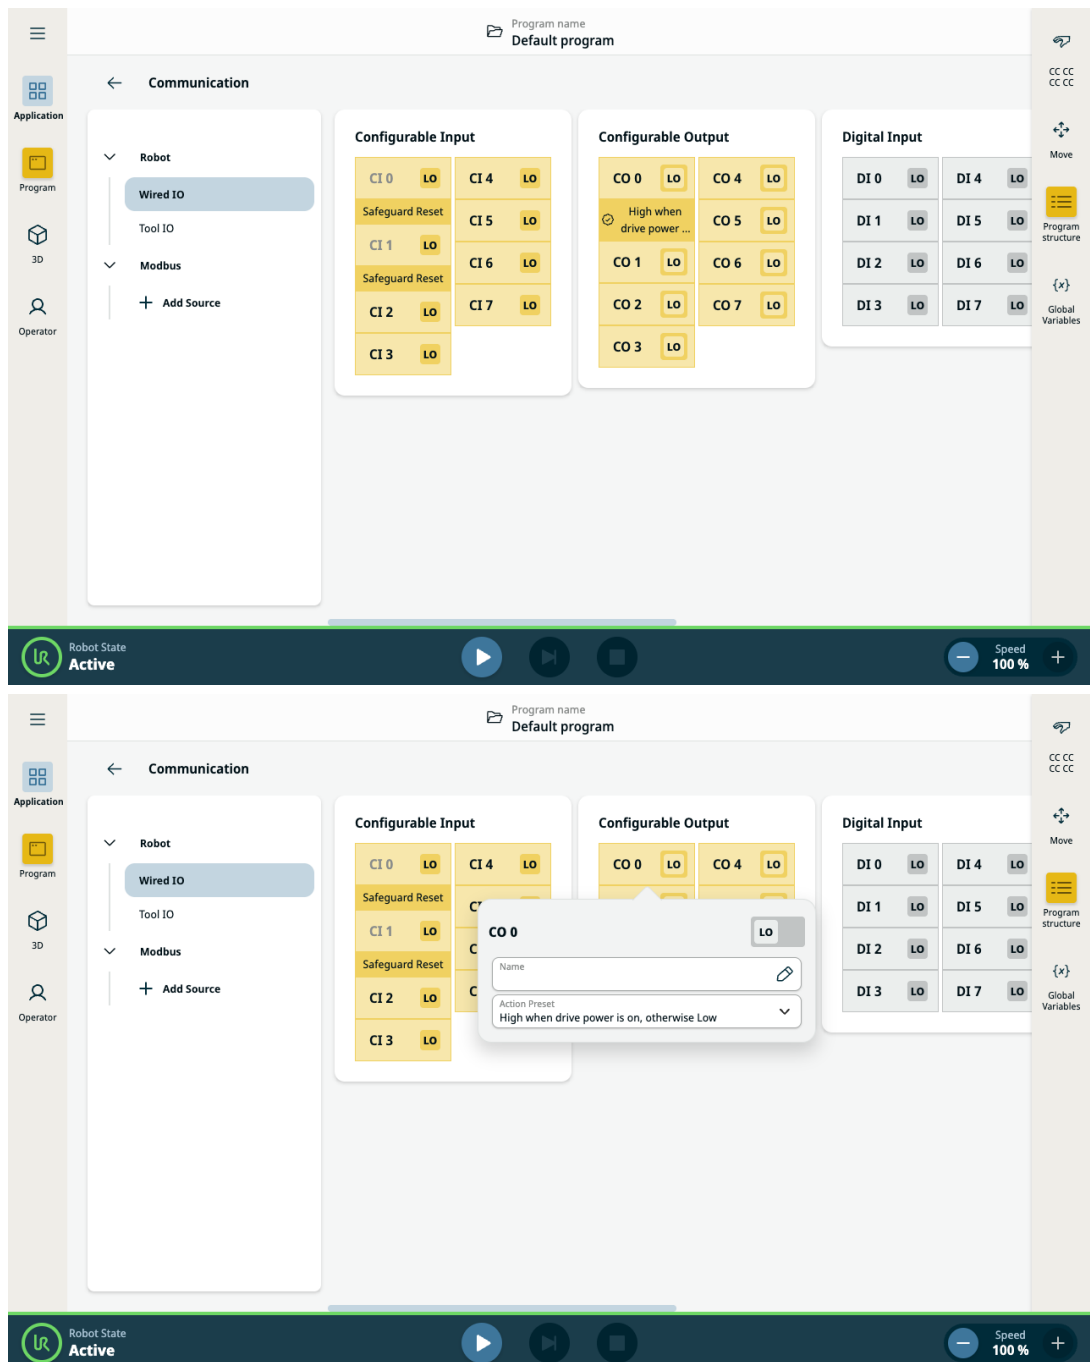 Program name
Default program
Application
Program
3D
Operator
Communication
Robot
Wired IO
Tool IO
Modbus
Add Source
Configurable Input
CI 0 LO CI 4 LO
Safeguard Reset
CI 5 LO
CI 1 LO
CI 6 LO
Safeguard Reset
CI 2 LO CI 7 LO
CI 3 LO
Configurable Output
CO 0 LO CO 4 LO
High when
drive power ...
CO 5 LO
CO 1 LO CO 6 LO
CO 2 LO CO 7 LO
CO 3 LO
Digital Input
DI 0 LO DI 4 LO
DI 1 LO DI 5 LO
DI 2 LO DI 6 LO
DI 3 LO DI 7 LO
CC CC
CC CC
Move
Program
structure
{x}
Global
Variables
UR
Robot State
Active
Speed
100 %
Program name
Default program
Application
Program
3D
Operator
Communication
Robot
Wired IO
Tool IO
Modbus
Add Source
Configurable Input
CI 0 LO CI 4 LO
Safeguard Reset
CI 1 LO
Safeguard Reset
CI 2 LO
CI 3 LO
Configurable Output
CO 0 LO CO 4 LO
CO 0 LO
Name
Action Preset
High when drive power is on, otherwise Low
Digital Input
DI 0 LO DI 4 LO
DI 1 LO DI 5 LO
DI 2 LO DI 6 LO
DI 3 LO DI 7 LO
CC CC
CC CC
Move
Program
structure
{x}
Global
Variables
UR
Robot State
Active
Speed
100 %